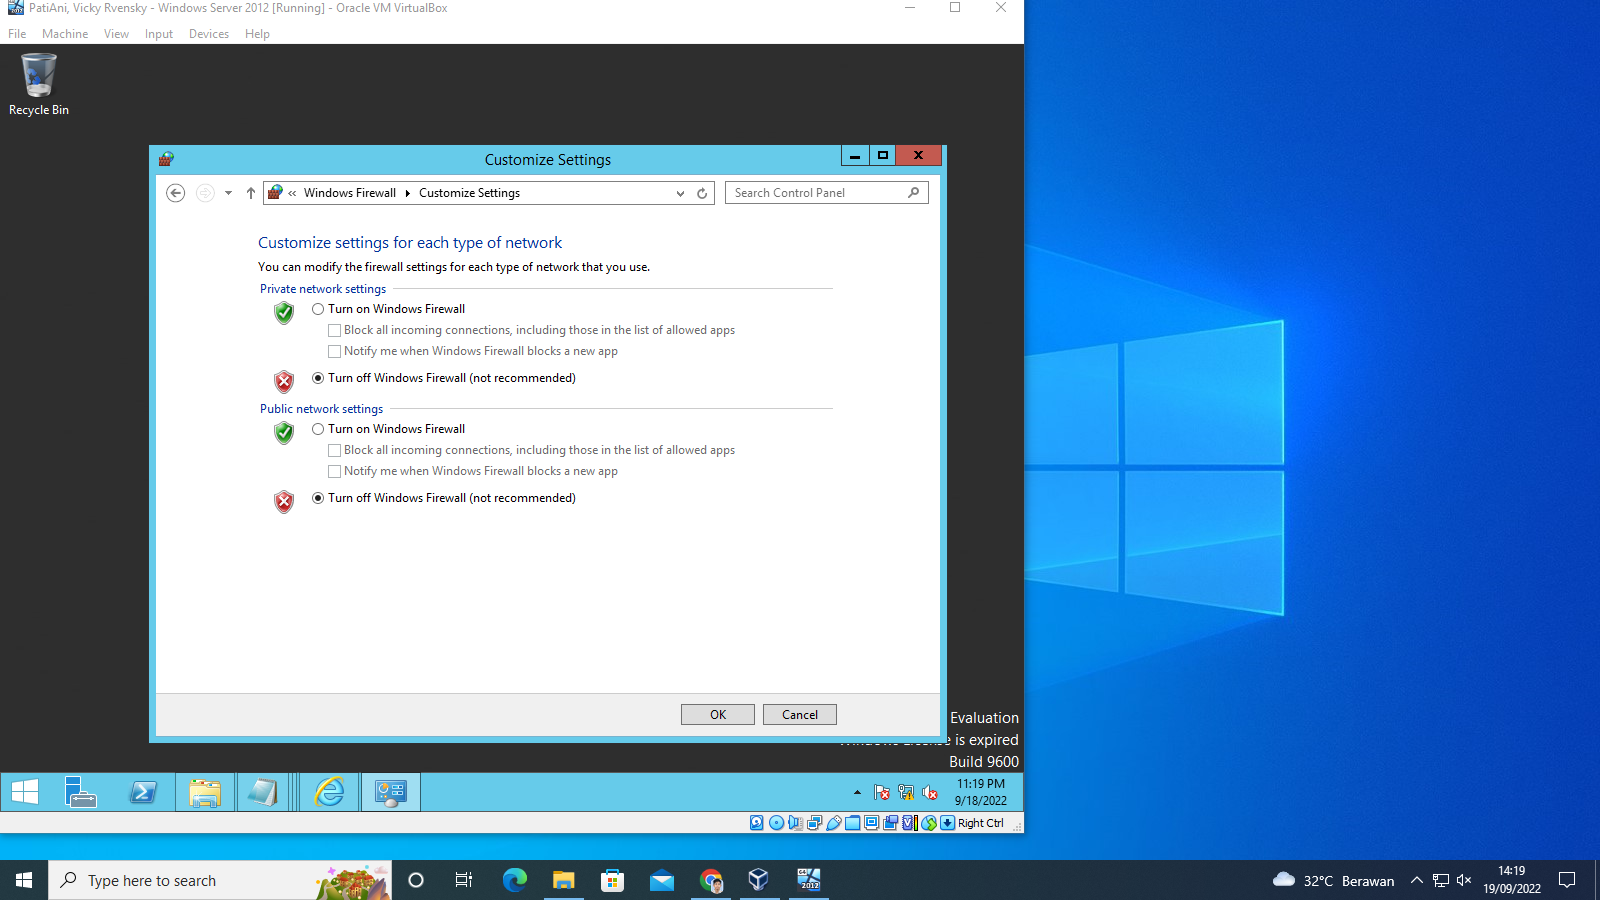 PatiAni, Vicky Rvensky - Windows Server 2012 [Running] - Oracle VM VirtualBox
File Machine View Input Devices Help
Recycle Bin
Customize Settings
« Windows Firewall Customize Settings
Search Control Panel
Customize settings for each type of network
You can modify the firewall settings for each type of network that you use.
Private network settings
Turn on Windows Firewall
Block all incoming connections, including those in the list of allowed apps
Notify me when Windows Firewall blocks a new app
Turn off Windows Firewall (not recommended)
Public network settings
Turn on Windows Firewall
Block all incoming connections, including those in the list of allowed apps
Notify me when Windows Firewall blocks a new app
Turn off Windows Firewall (not recommended)
OK Cancel
Evaluation
is expired
Build 9600
11:19 PM
9/18/2022
Right Ctrl
Type here to search
2012
32°C Berawan
14:19
19/09/2022